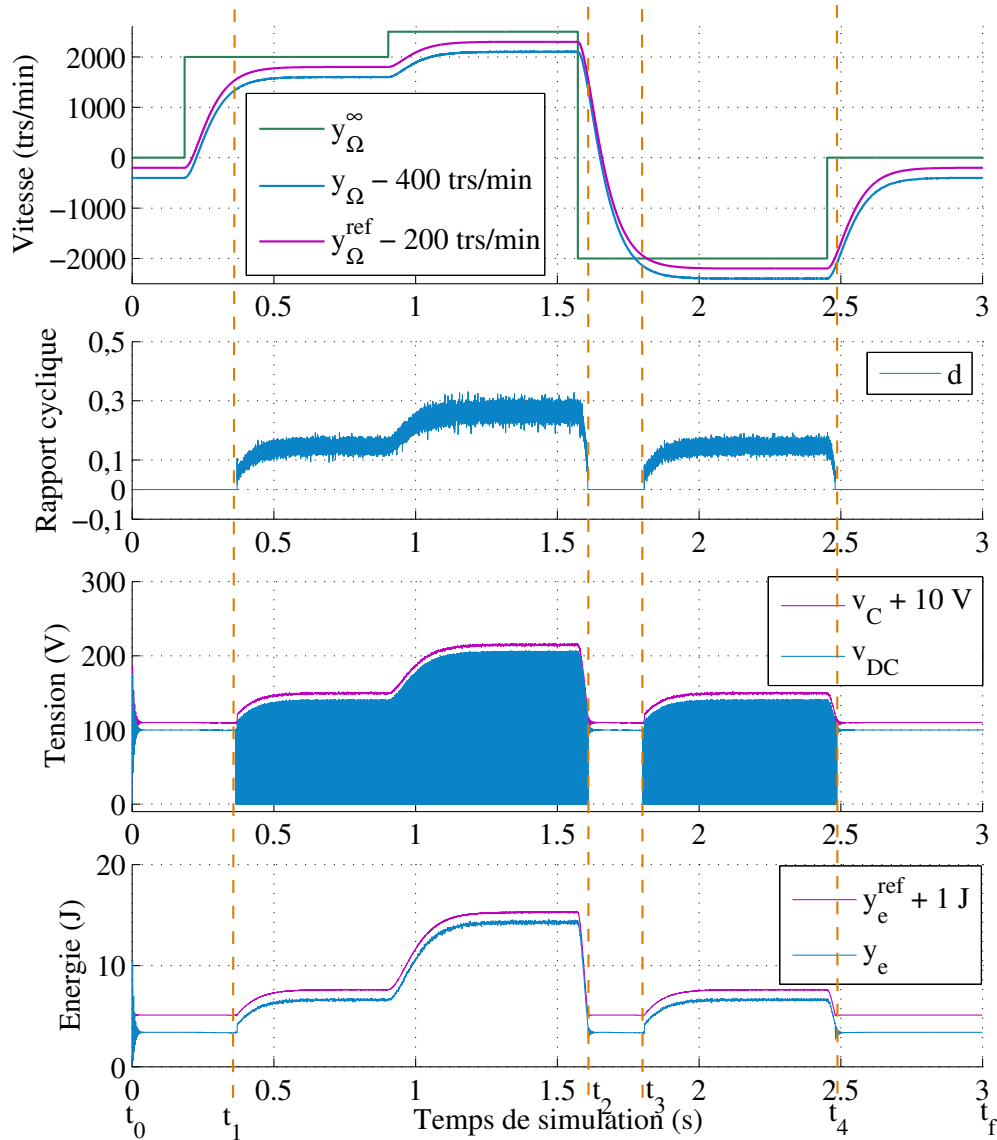 Vitesse (trs/min)
2000
1000
0
−1000
−2000
y_Ω^∞
y_Ω − 400 trs/min
y_Ω^ref − 200 trs/min
0 0.5 1 1.5 2 2.5 3
Rapport cyclique
0,5
0,3
0,1
0
−0,1
d
0 0.5 1 1.5 2 2.5 3
Tension (V)
300
200
100
0
v_C + 10 V
v_DC
0 0.5 1 1.5 2 2.5 3
Energie (J)
20
10
0
y_e^ref + 1 J
y_e
0 0.5 1 1.5 2 2.5 3
t_0 t_1 Temps de simulation (s) t_2 t_3 t_4 t_f